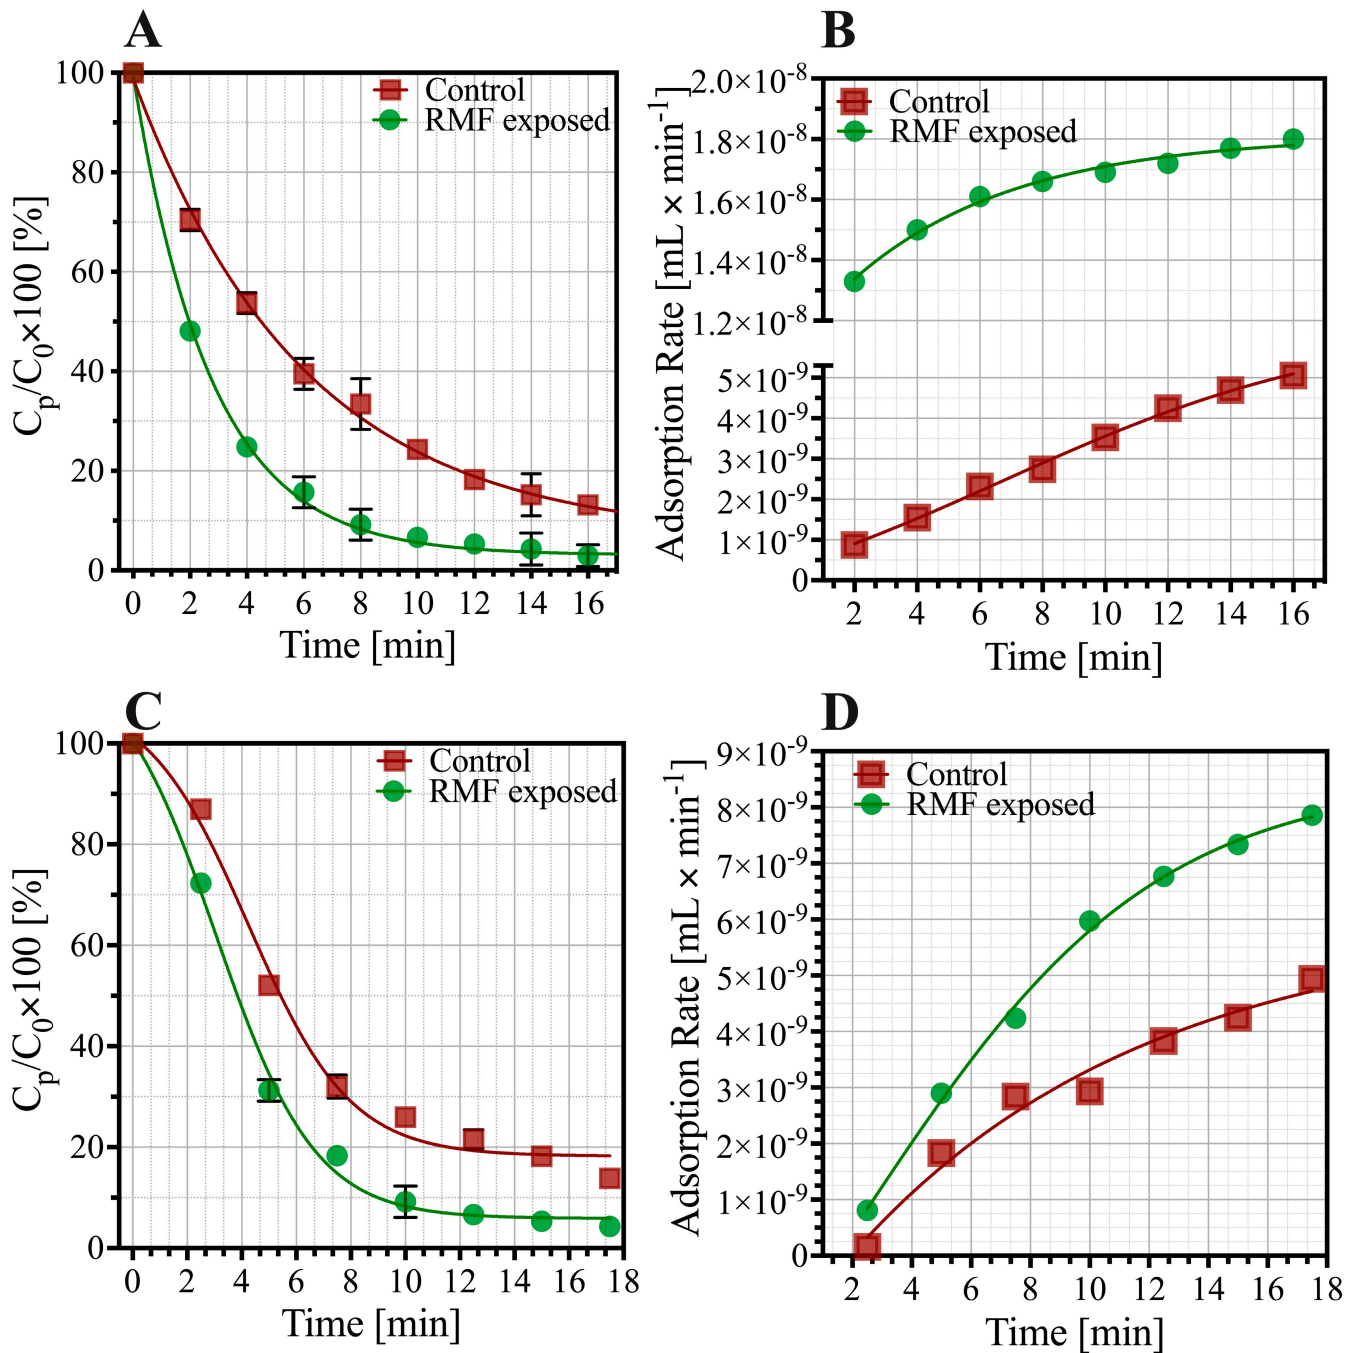 A
100
80
60
40
20
0
0 2 4 6 8 10 12 14 16
Time [min]
Cp/C0×100 [%]
Control
RMF exposed
B
2.0×10-8
1.8×10-8
1.6×10-8
1.4×10-8
1.2×10-8
5×10-9
4×10-9
3×10-9
2×10-9
1×10-9
0
2 4 6 8 10 12 14 16
Time [min]
Adsorption Rate [mL × min-1]
Control
RMF exposed
C
100
80
60
40
20
0
0 2 4 6 8 10 12 14 16 18
Time [min]
Cp/C0×100 [%]
Control
RMF exposed
D
9×10-9
8×10-9
7×10-9
6×10-9
5×10-9
4×10-9
3×10-9
2×10-9
1×10-9
0
2 4 6 8 10 12 14 16 18
Time [min]
Adsorption Rate [mL × min-1]
Control
RMF exposed